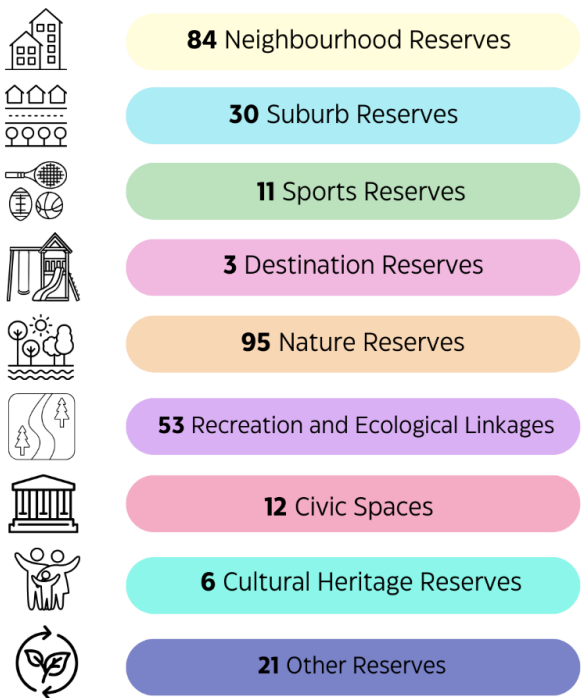 84 Neighbourhood Reserves
30 Suburb Reserves
11 Sports Reserves
3 Destination Reserves
95 Nature Reserves
53 Recreation and Ecological Linkages
12 Civic Spaces
6 Cultural Heritage Reserves
21 Other Reserves